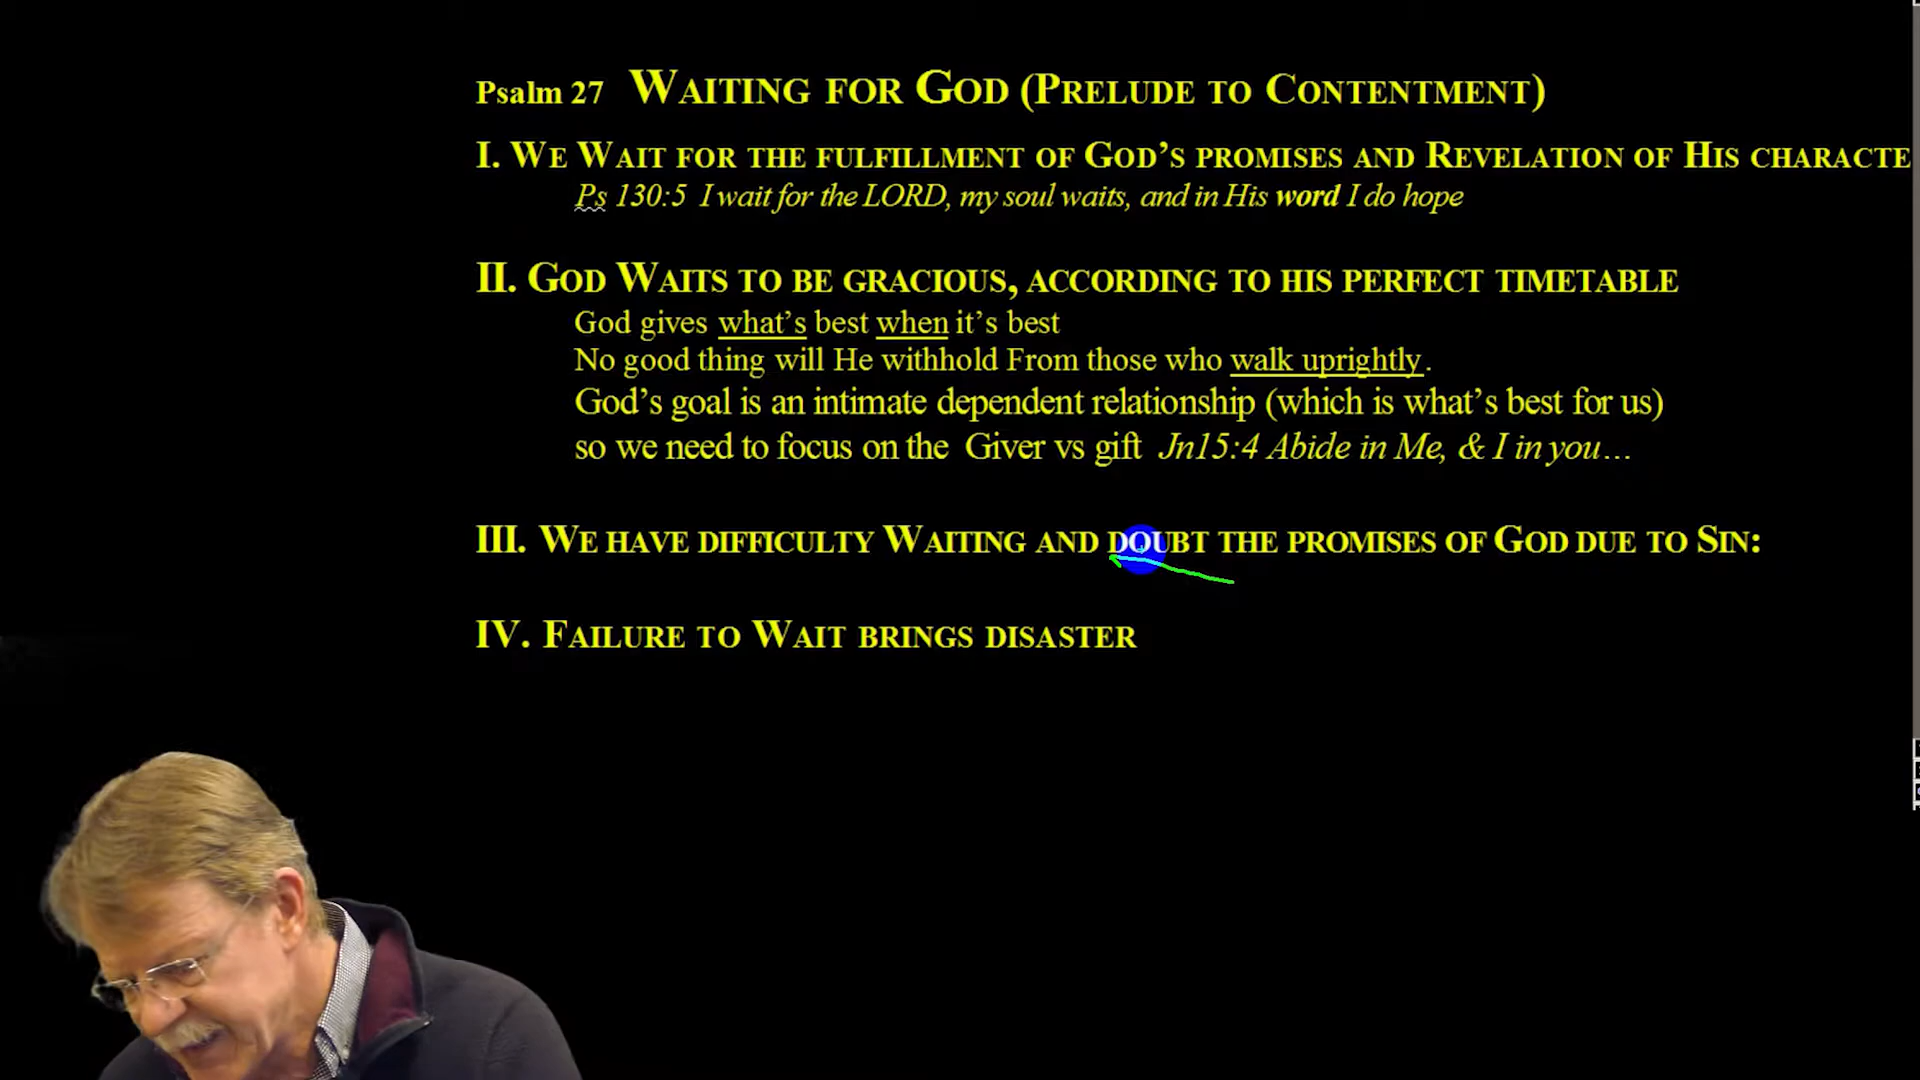 Psalm 27 WAITING FOR GOD (PRELUDE TO CONTENTMENT)
I. WE WAIT FOR THE FULFILLMENT OF GOD’S PROMISES AND REVELATION OF HIS CHARACTE
Ps 130:5 I wait for the LORD, my soul waits, and in His word I do hope
II. GOD WAITS TO BE GRACIOUS, ACCORDING TO HIS PERFECT TIMETABLE
God gives what’s best when it’s best
No good thing will He withhold From those who walk uprightly.
God’s goal is an intimate dependent relationship (which is what’s best for us)
so we need to focus on the Giver vs gift Jn15:4 Abide in Me, & I in you…
III. WE HAVE DIFFICULTY WAITING AND DOUBT THE PROMISES OF GOD DUE TO SIN:
IV. FAILURE TO WAIT BRINGS DISASTER